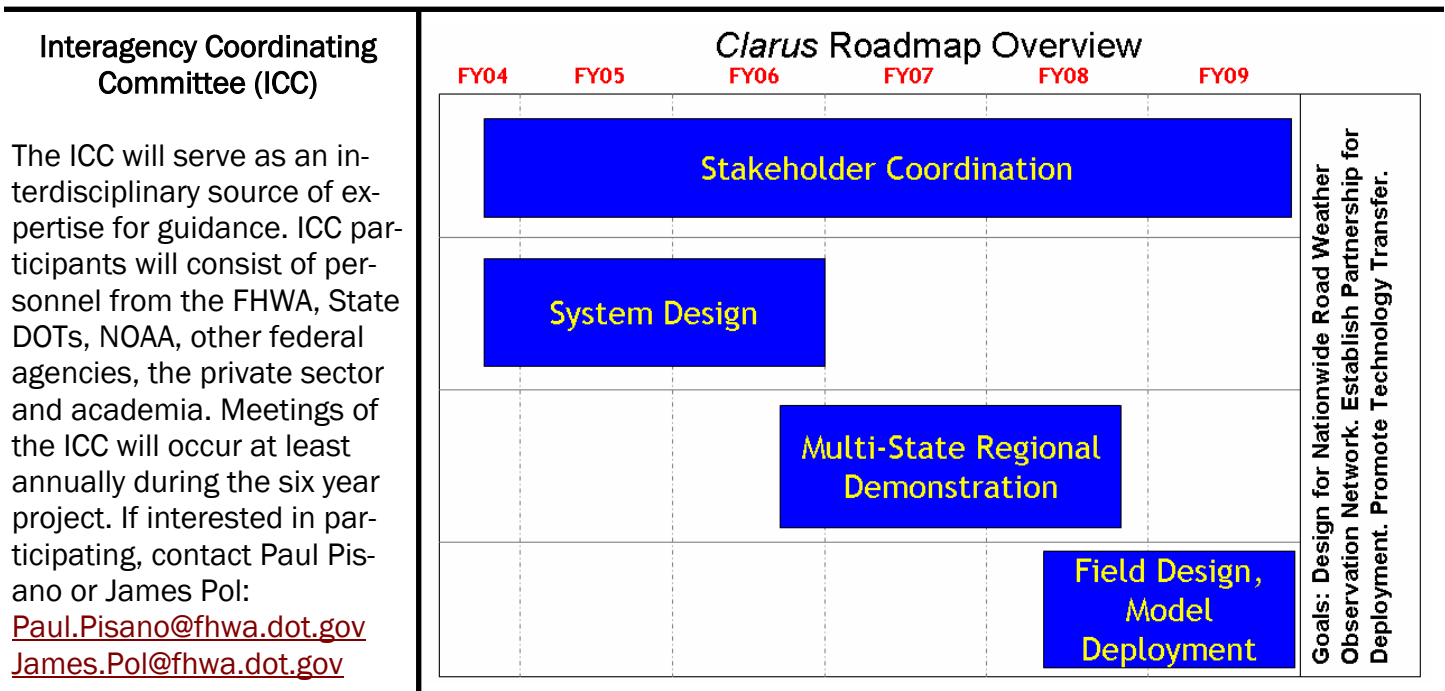 Interagency Coordinating
Committee (ICC)
The ICC will serve as an in-
terdisciplinary source of ex-
pertise for guidance. ICC par-
ticipants will consist of per-
sonnel from the FHWA, State
DOTs, NOAA, other federal
agencies, the private sector
and academia. Meetings of
the ICC will occur at least
annually during the six year
project. If interested in par-
ticipating, contact Paul Pis-
ano or James Pol:
Paul.Pisano@fhwa.dot.gov
James.Pol@fhwa.dot.gov
Clarus Roadmap Overview
FY04 FY05 FY06 FY07 FY08 FY09
Stakeholder Coordination
System Design
Multi-State Regional
Demonstration
Field Design,
Model
Deployment
Goals: Design for Nationwide Road Weather
Observation Network. Establish Partnership for
Deployment. Promote Technology Transfer.